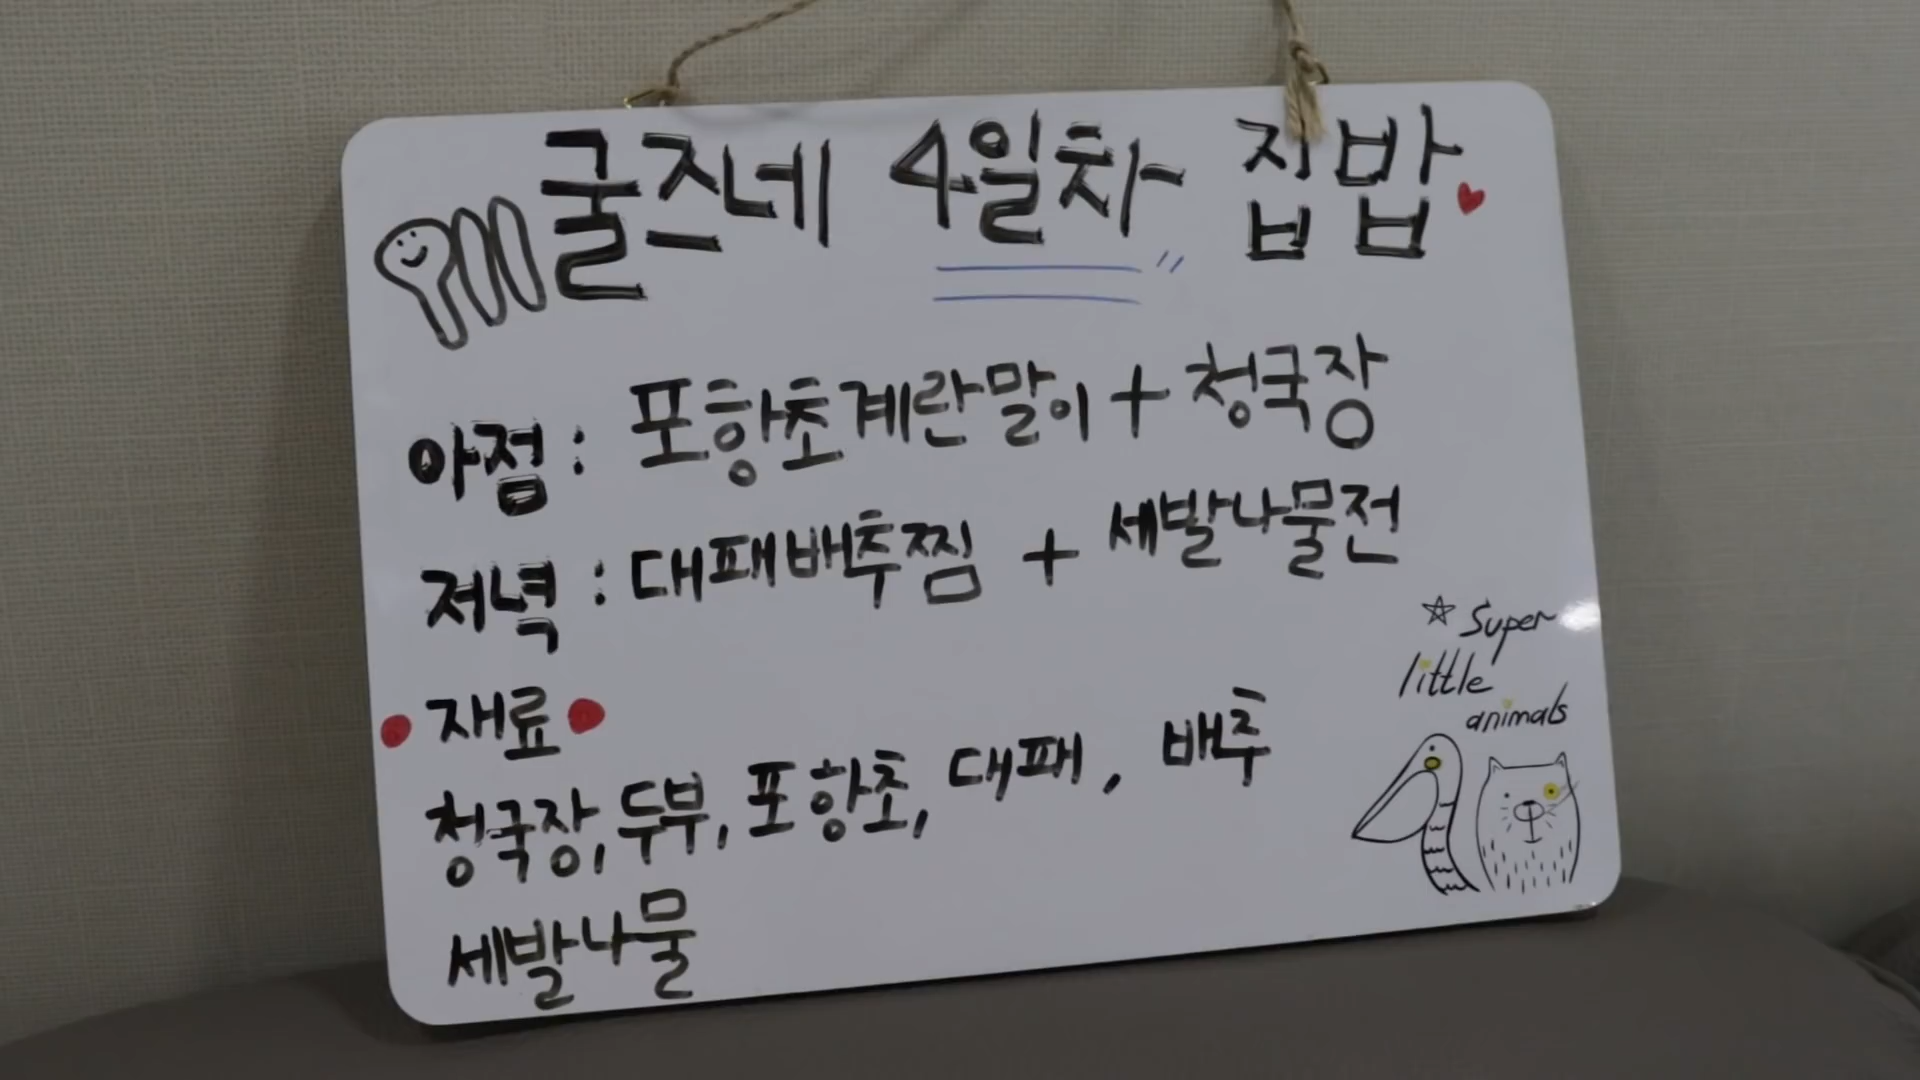 굴즈네 4일차 집밥
아점 : 포항초계란말이 + 청국장
저녁 : 대패배추찜 + 세발나물전
재료
청국장, 두부, 포항초, 대패, 배추
세발나물
Super
little
animals